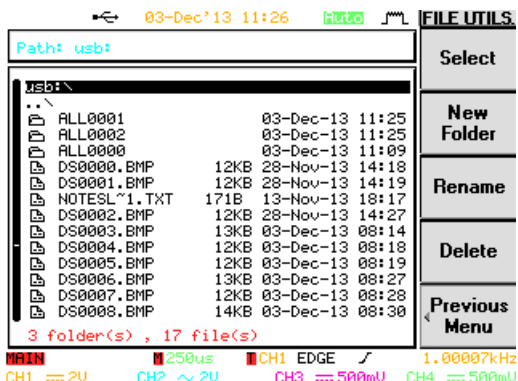 03-Dec'13 11:26 Auto FILE UTILS.
Path: usb:
Select
usb:\
..\
ALL0001 03-Dec-13 11:25
New Folder
ALL0002 03-Dec-13 11:25
ALL0000 03-Dec-13 11:09
DS0000.BMP 12KB 28-Nov-13 14:18
DS0001.BMP 12KB 28-Nov-13 14:19
Rename
NOTESL~1.TXT 171B 13-Nov-13 18:17
DS0002.BMP 12KB 28-Nov-13 14:27
DS0003.BMP 13KB 03-Dec-13 08:14
DS0004.BMP 12KB 03-Dec-13 08:18
Delete
DS0005.BMP 12KB 03-Dec-13 08:19
DS0006.BMP 13KB 03-Dec-13 08:27
DS0007.BMP 12KB 03-Dec-13 08:28
DS0008.BMP 14KB 03-Dec-13 08:30
Previous Menu
3 folder(s) , 17 file(s)
MAIN M 250us T CH1 EDGE 1.00007kHz
CH1 2V CH2 ~ 2V CH3 500mV CH4 500mV